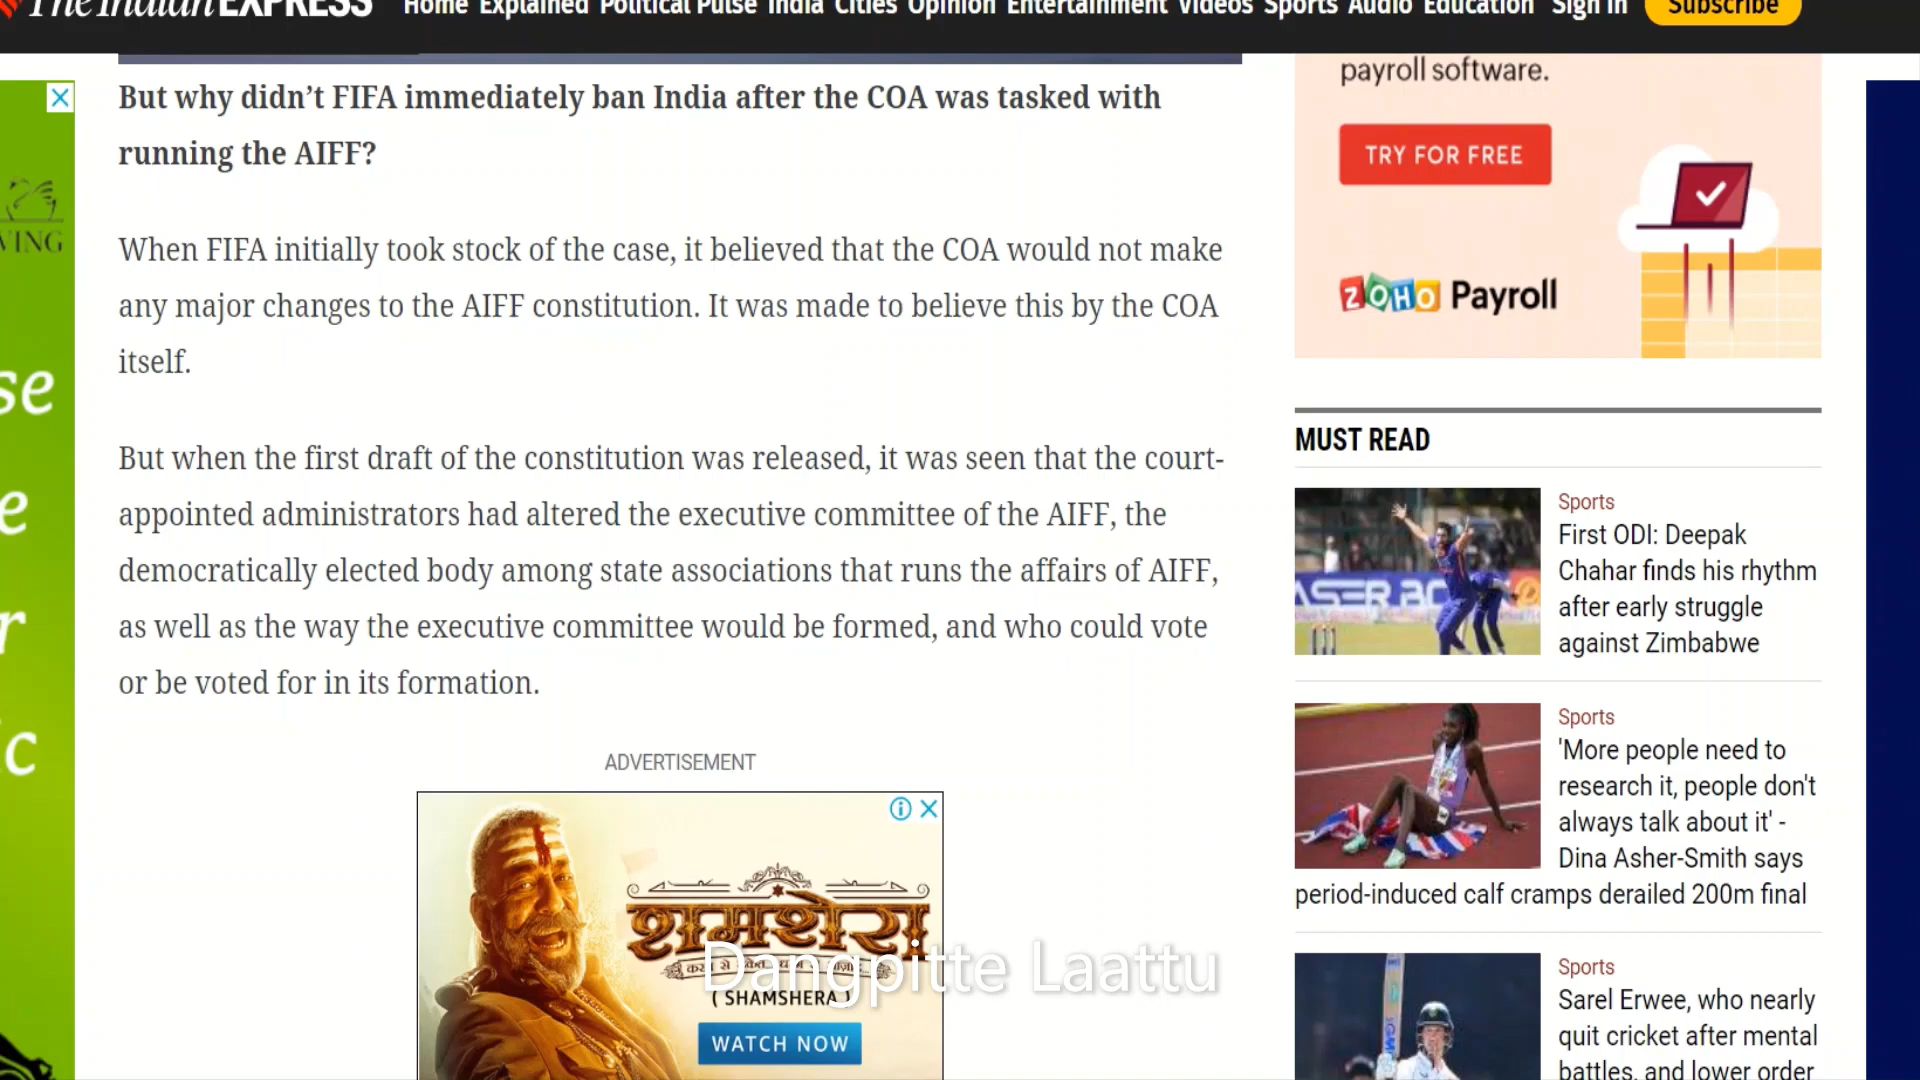 The Indian EXPRESS
Home Explained Political Pulse India Cities Opinion Entertainment Videos Sports Audio Education Sign In Subscribe
But why didn’t FIFA immediately ban India after the COA was tasked with
running the AIFF?
When FIFA initially took stock of the case, it believed that the COA would not make
any major changes to the AIFF constitution. It was made to believe this by the COA
itself.
But when the first draft of the constitution was released, it was seen that the court-
appointed administrators had altered the executive committee of the AIFF, the
democratically elected body among state associations that runs the affairs of AIFF,
as well as the way the executive committee would be formed, and who could vote
or be voted for in its formation.
ADVERTISEMENT
शमशेरा
( SHAMSHERA )
WATCH NOW
Dangpitte Laattu
payroll software.
TRY FOR FREE
ZOHO Payroll
MUST READ
Sports
First ODI: Deepak
Chahar finds his rhythm
after early struggle
against Zimbabwe
Sports
'More people need to
research it, people don't
always talk about it' -
Dina Asher-Smith says
period-induced calf cramps derailed 200m final
Sports
Sarel Erwee, who nearly
quit cricket after mental
battles, and lower order